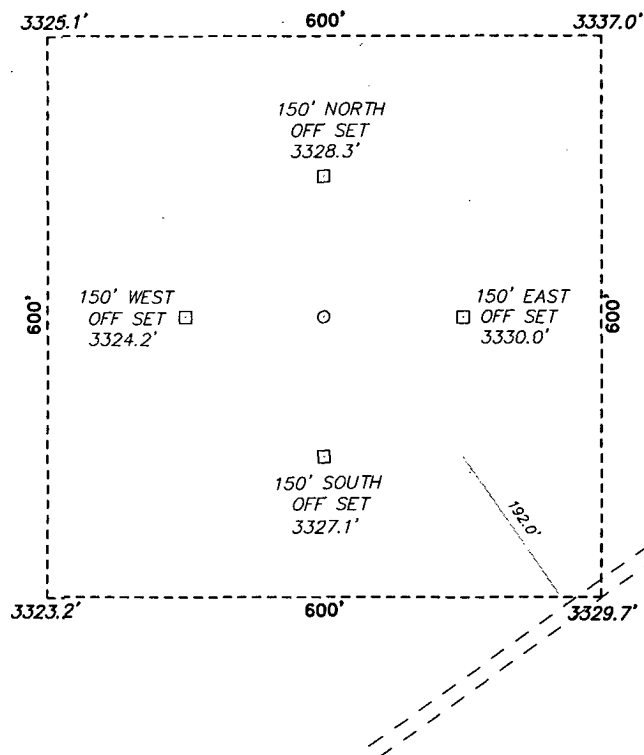 3325.1'
600'
3337.0'
150' NORTH
OFF SET
3328.3'
600'
150' WEST
OFF SET
3324.2'
150' EAST
OFF SET
3330.0'
600'
150' SOUTH
OFF SET
3327.1'
192.0'
3323.2'
600'
3329.7'